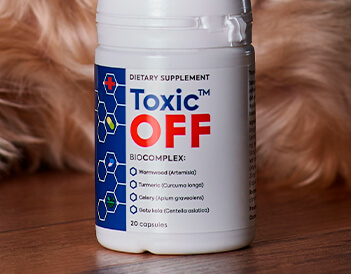 DIETARY SUPPLEMENT
Toxic™
OFF
BIOCOMPLEX:
Wormwood (Artemisia)
Turmeric (Curcuma longa)
Celery (Apium graveolens)
Gotu kola (Centella asiatica)
20 capsules